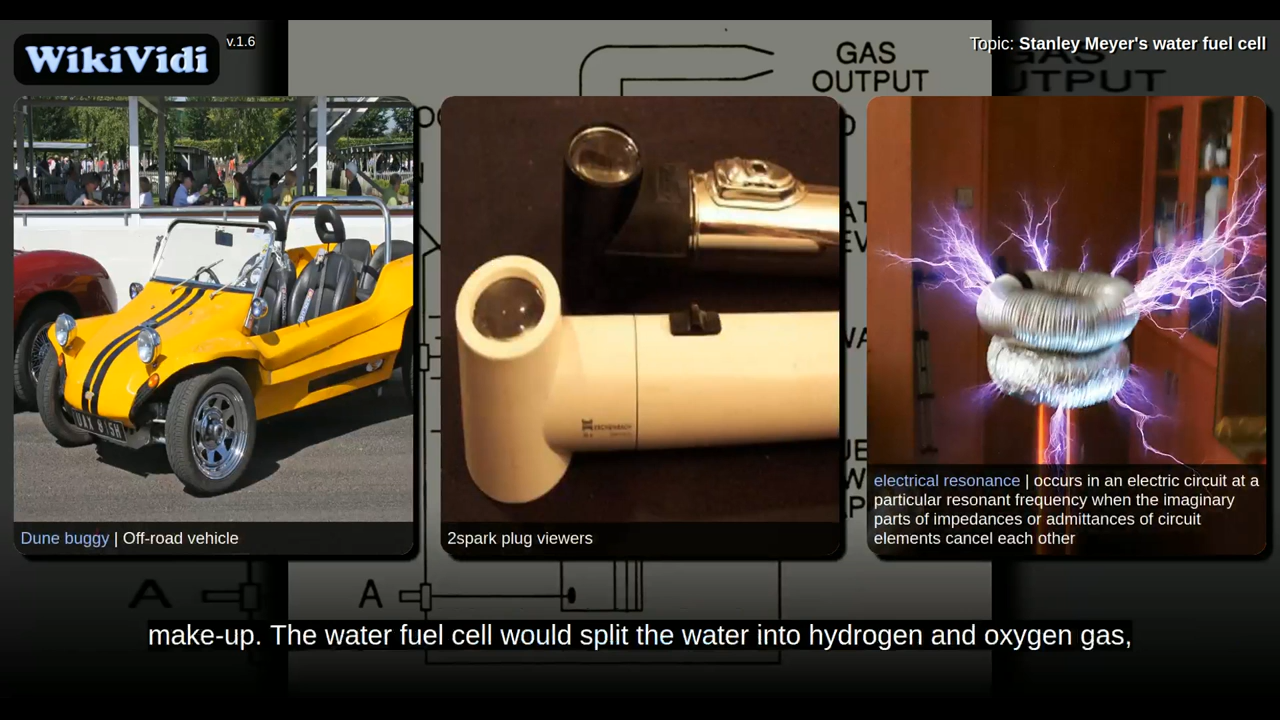 WikiVidi
v.1.6
Topic: Stanley Meyer's water fuel cell
GAS
OUTPUT
Dune buggy | Off-road vehicle
2spark plug viewers
electrical resonance | occurs in an electric circuit at a
particular resonant frequency when the imaginary
parts of impedances or admittances of circuit
elements cancel each other
A
A
make-up. The water fuel cell would split the water into hydrogen and oxygen gas,